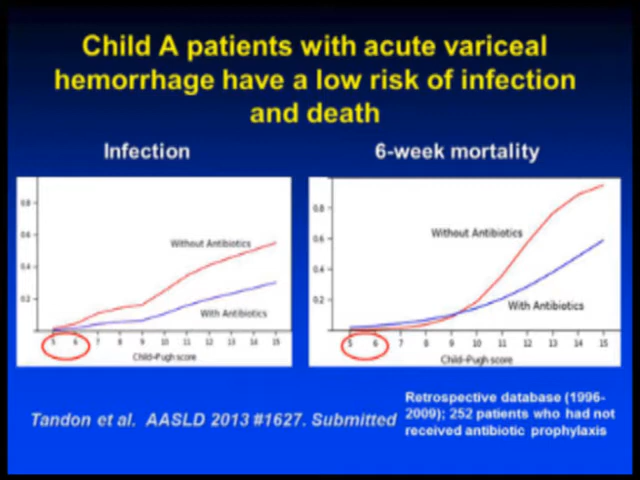 Child A patients with acute variceal
hemorrhage have a low risk of infection
and death
Infection
6-week mortality
0.8
0.6
0.4
0.2
Without Antibiotics
With Antibiotics
5 6 7 8 9 10 11 12 13 14 15
Child-Pugh score
0.8
0.6
0.4
0.2
Without Antibiotics
With Antibiotics
5 6 7 8 9 10 11 12 13 14 15
Child-Pugh score
Tandon et al. AASLD 2013 #1627. Submitted
Retrospective database (1996-
2009); 252 patients who had not
received antibiotic prophylaxis